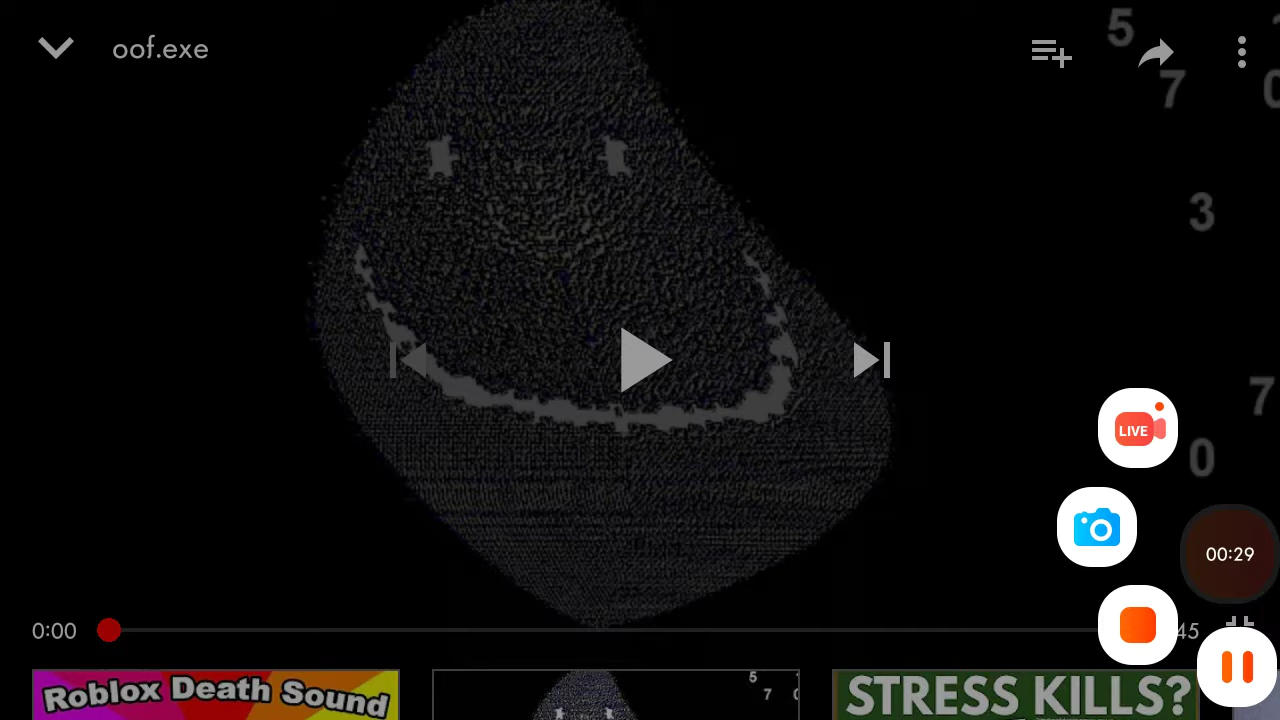 oof.exe
5
7
3
7
LIVE
0
00:29
0:00
45
Roblox Death Sound
5
7
STRESS KILLS?